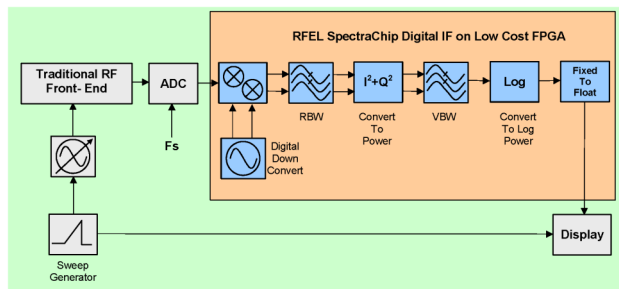 RFEL SpectraChip Digital IF on Low Cost FPGA
Traditional RF
Front- End
ADC
Fs
Digital
Down
Convert
RBW
I²+Q²
Convert
To
Power
VBW
Log
Convert
To Log
Power
Fixed
To
Float
Sweep
Generator
Display